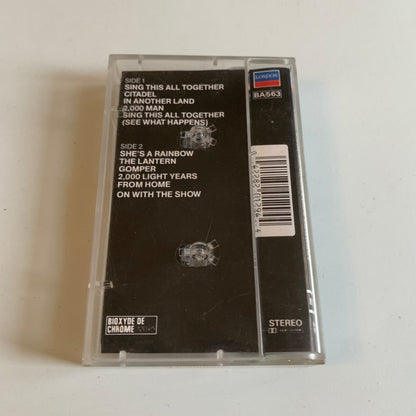 SIDE 1
SING THIS ALL TOGETHER
CITADEL
IN ANOTHER LAND
2,000 MAN
SING THIS ALL TOGETHER
(SEE WHAT HAPPENS)
SIDE 2
SHE'S A RAINBOW
THE LANTERN
GOMPER
2,000 LIGHT YEARS
FROM HOME
ON WITH THE SHOW
BIOXYDE DE
CHROME
LONDON
BA563
STEREO